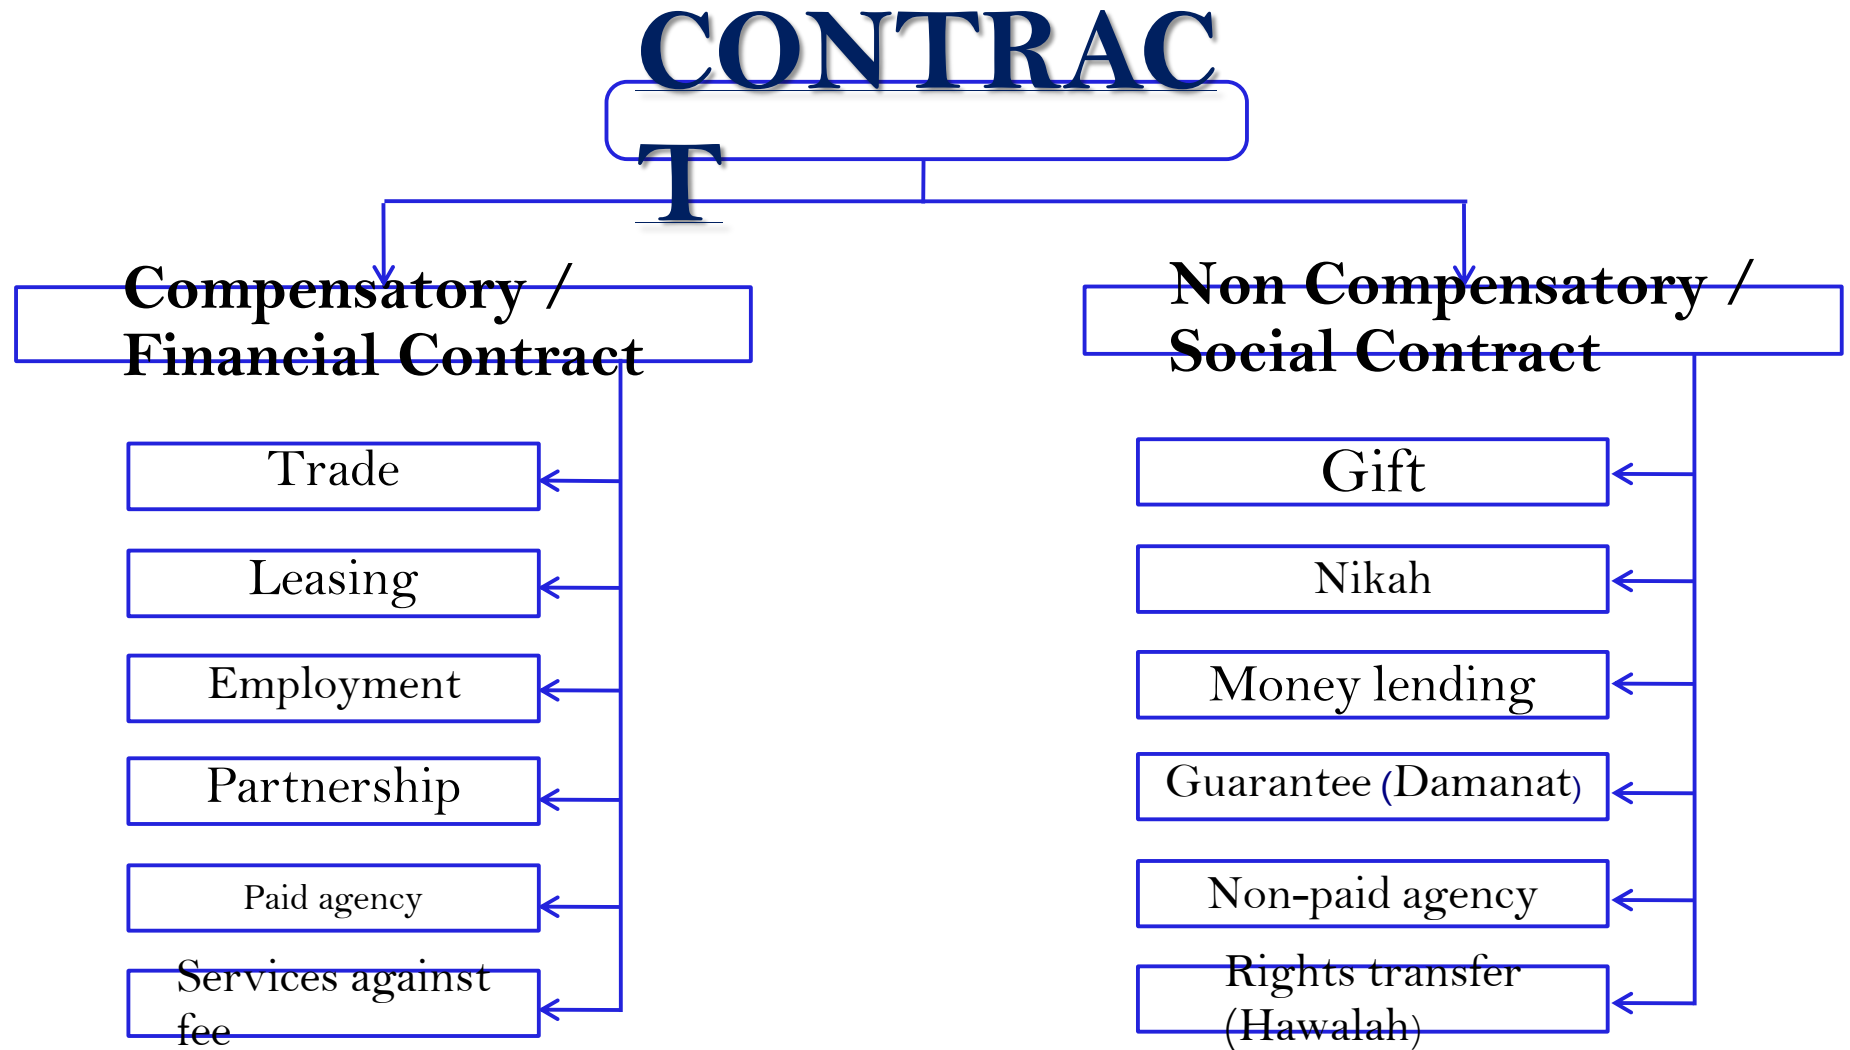 CONTRAC
T
Compensatory /
Financial Contract
Trade
Leasing
Employment
Partnership
Paid agency
Services against
fee
Non Compensatory /
Social Contract
Gift
Nikah
Money lending
Guarantee (Damanat)
Non-paid agency
Rights transfer
(Hawalah)